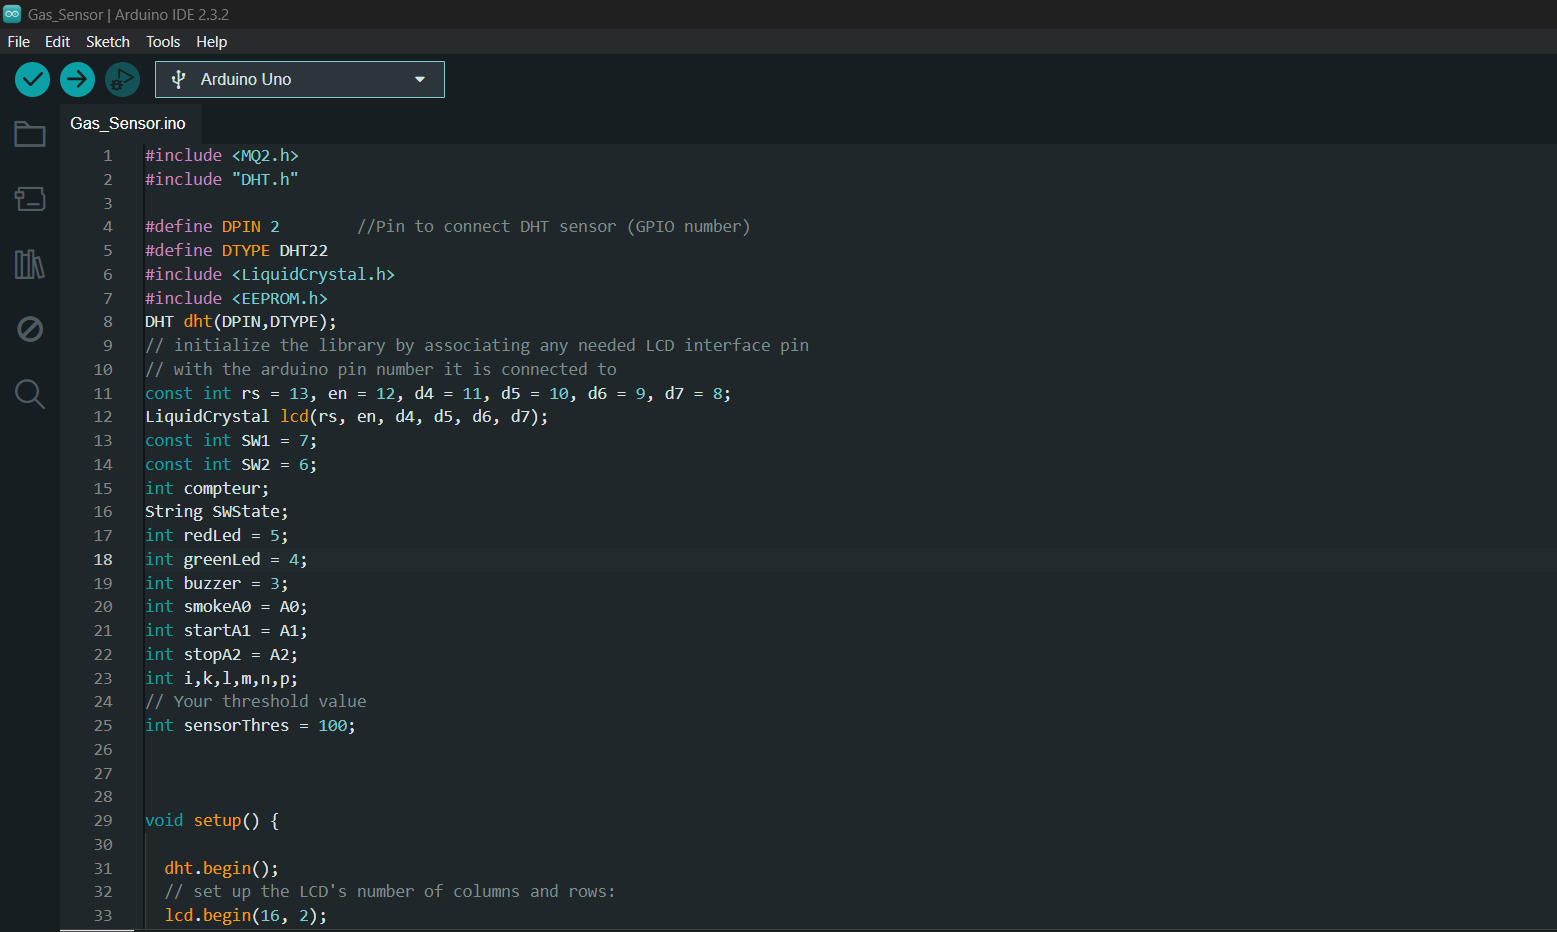 Gas_Sensor | Arduino IDE 2.3.2
File Edit Sketch Tools Help
Arduino Uno
Gas_Sensor.ino
1 #include <MQ2.h>
2 #include "DHT.h"
3
4 #define DPIN 2        //Pin to connect DHT sensor (GPIO number)
5 #define DTYPE DHT22
6 #include <LiquidCrystal.h>
7 #include <EEPROM.h>
8 DHT dht(DPIN,DTYPE);
9 // initialize the library by associating any needed LCD interface pin
10 // with the arduino pin number it is connected to
11 const int rs = 13, en = 12, d4 = 11, d5 = 10, d6 = 9, d7 = 8;
12 LiquidCrystal lcd(rs, en, d4, d5, d6, d7);
13 const int SW1 = 7;
14 const int SW2 = 6;
15 int compteur;
16 String SWState;
17 int redLed = 5;
18 int greenLed = 4;
19 int buzzer = 3;
20 int smokeA0 = A0;
21 int startA1 = A1;
22 int stopA2 = A2;
23 int i,k,l,m,n,p;
24 // Your threshold value
25 int sensorThres = 100;
26
27
28
29 void setup() {
30
31   dht.begin();
32   // set up the LCD's number of columns and rows:
33   lcd.begin(16, 2);